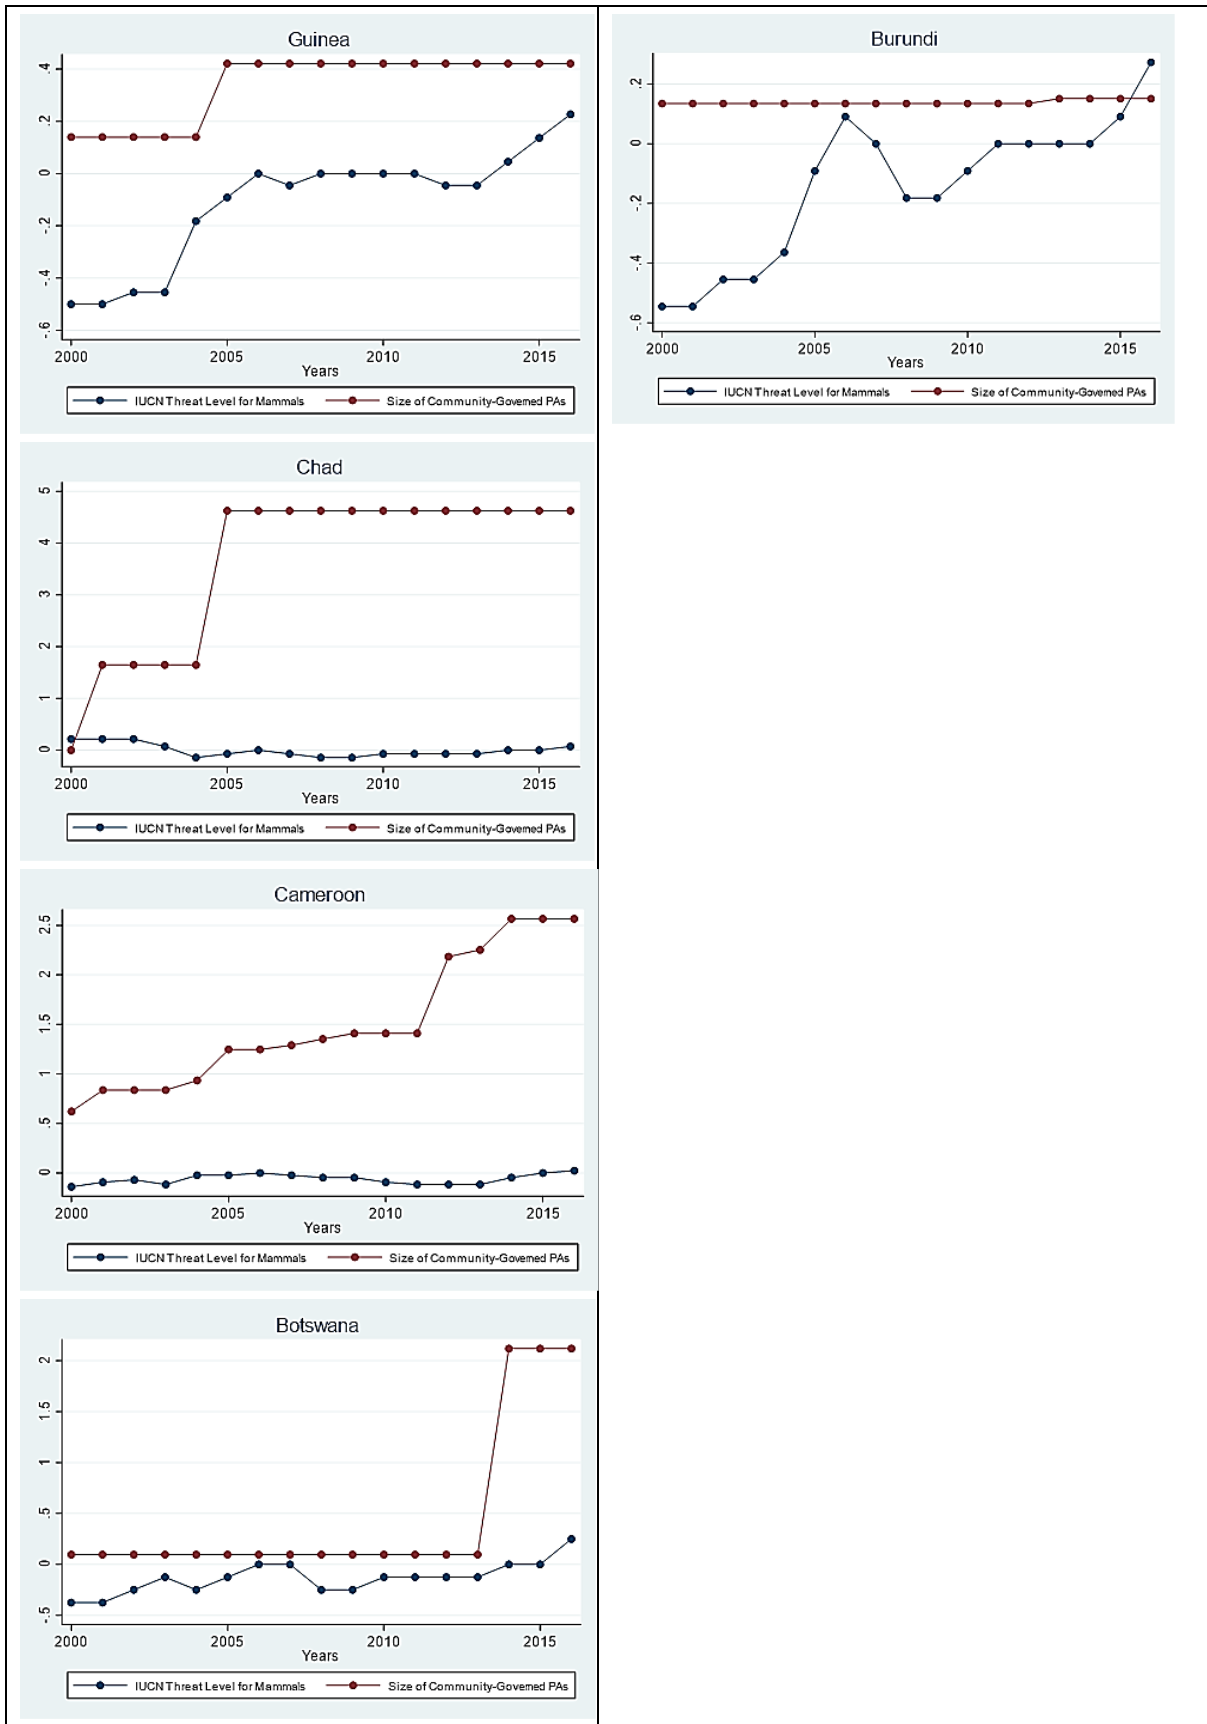 Guinea
.4
.2
0
-.2
-.4
-.6
2000 2005 2010 2015
Years
IUCN Threat Level for Mammals Size of Community-Governed PAs
Burundi
.2
0
-.2
-.4
-.6
2000 2005 2010 2015
Years
IUCN Threat Level for Mammals Size of Community-Governed PAs
Chad
5
4
3
2
1
0
2000 2005 2010 2015
Years
IUCN Threat Level for Mammals Size of Community-Governed PAs
Cameroon
2.5
2
1.5
1
.5
0
2000 2005 2010 2015
Years
IUCN Threat Level for Mammals Size of Community-Governed PAs
Botswana
2
1.5
1
.5
0
-.5
2000 2005 2010 2015
Years
IUCN Threat Level for Mammals Size of Community-Governed PAs